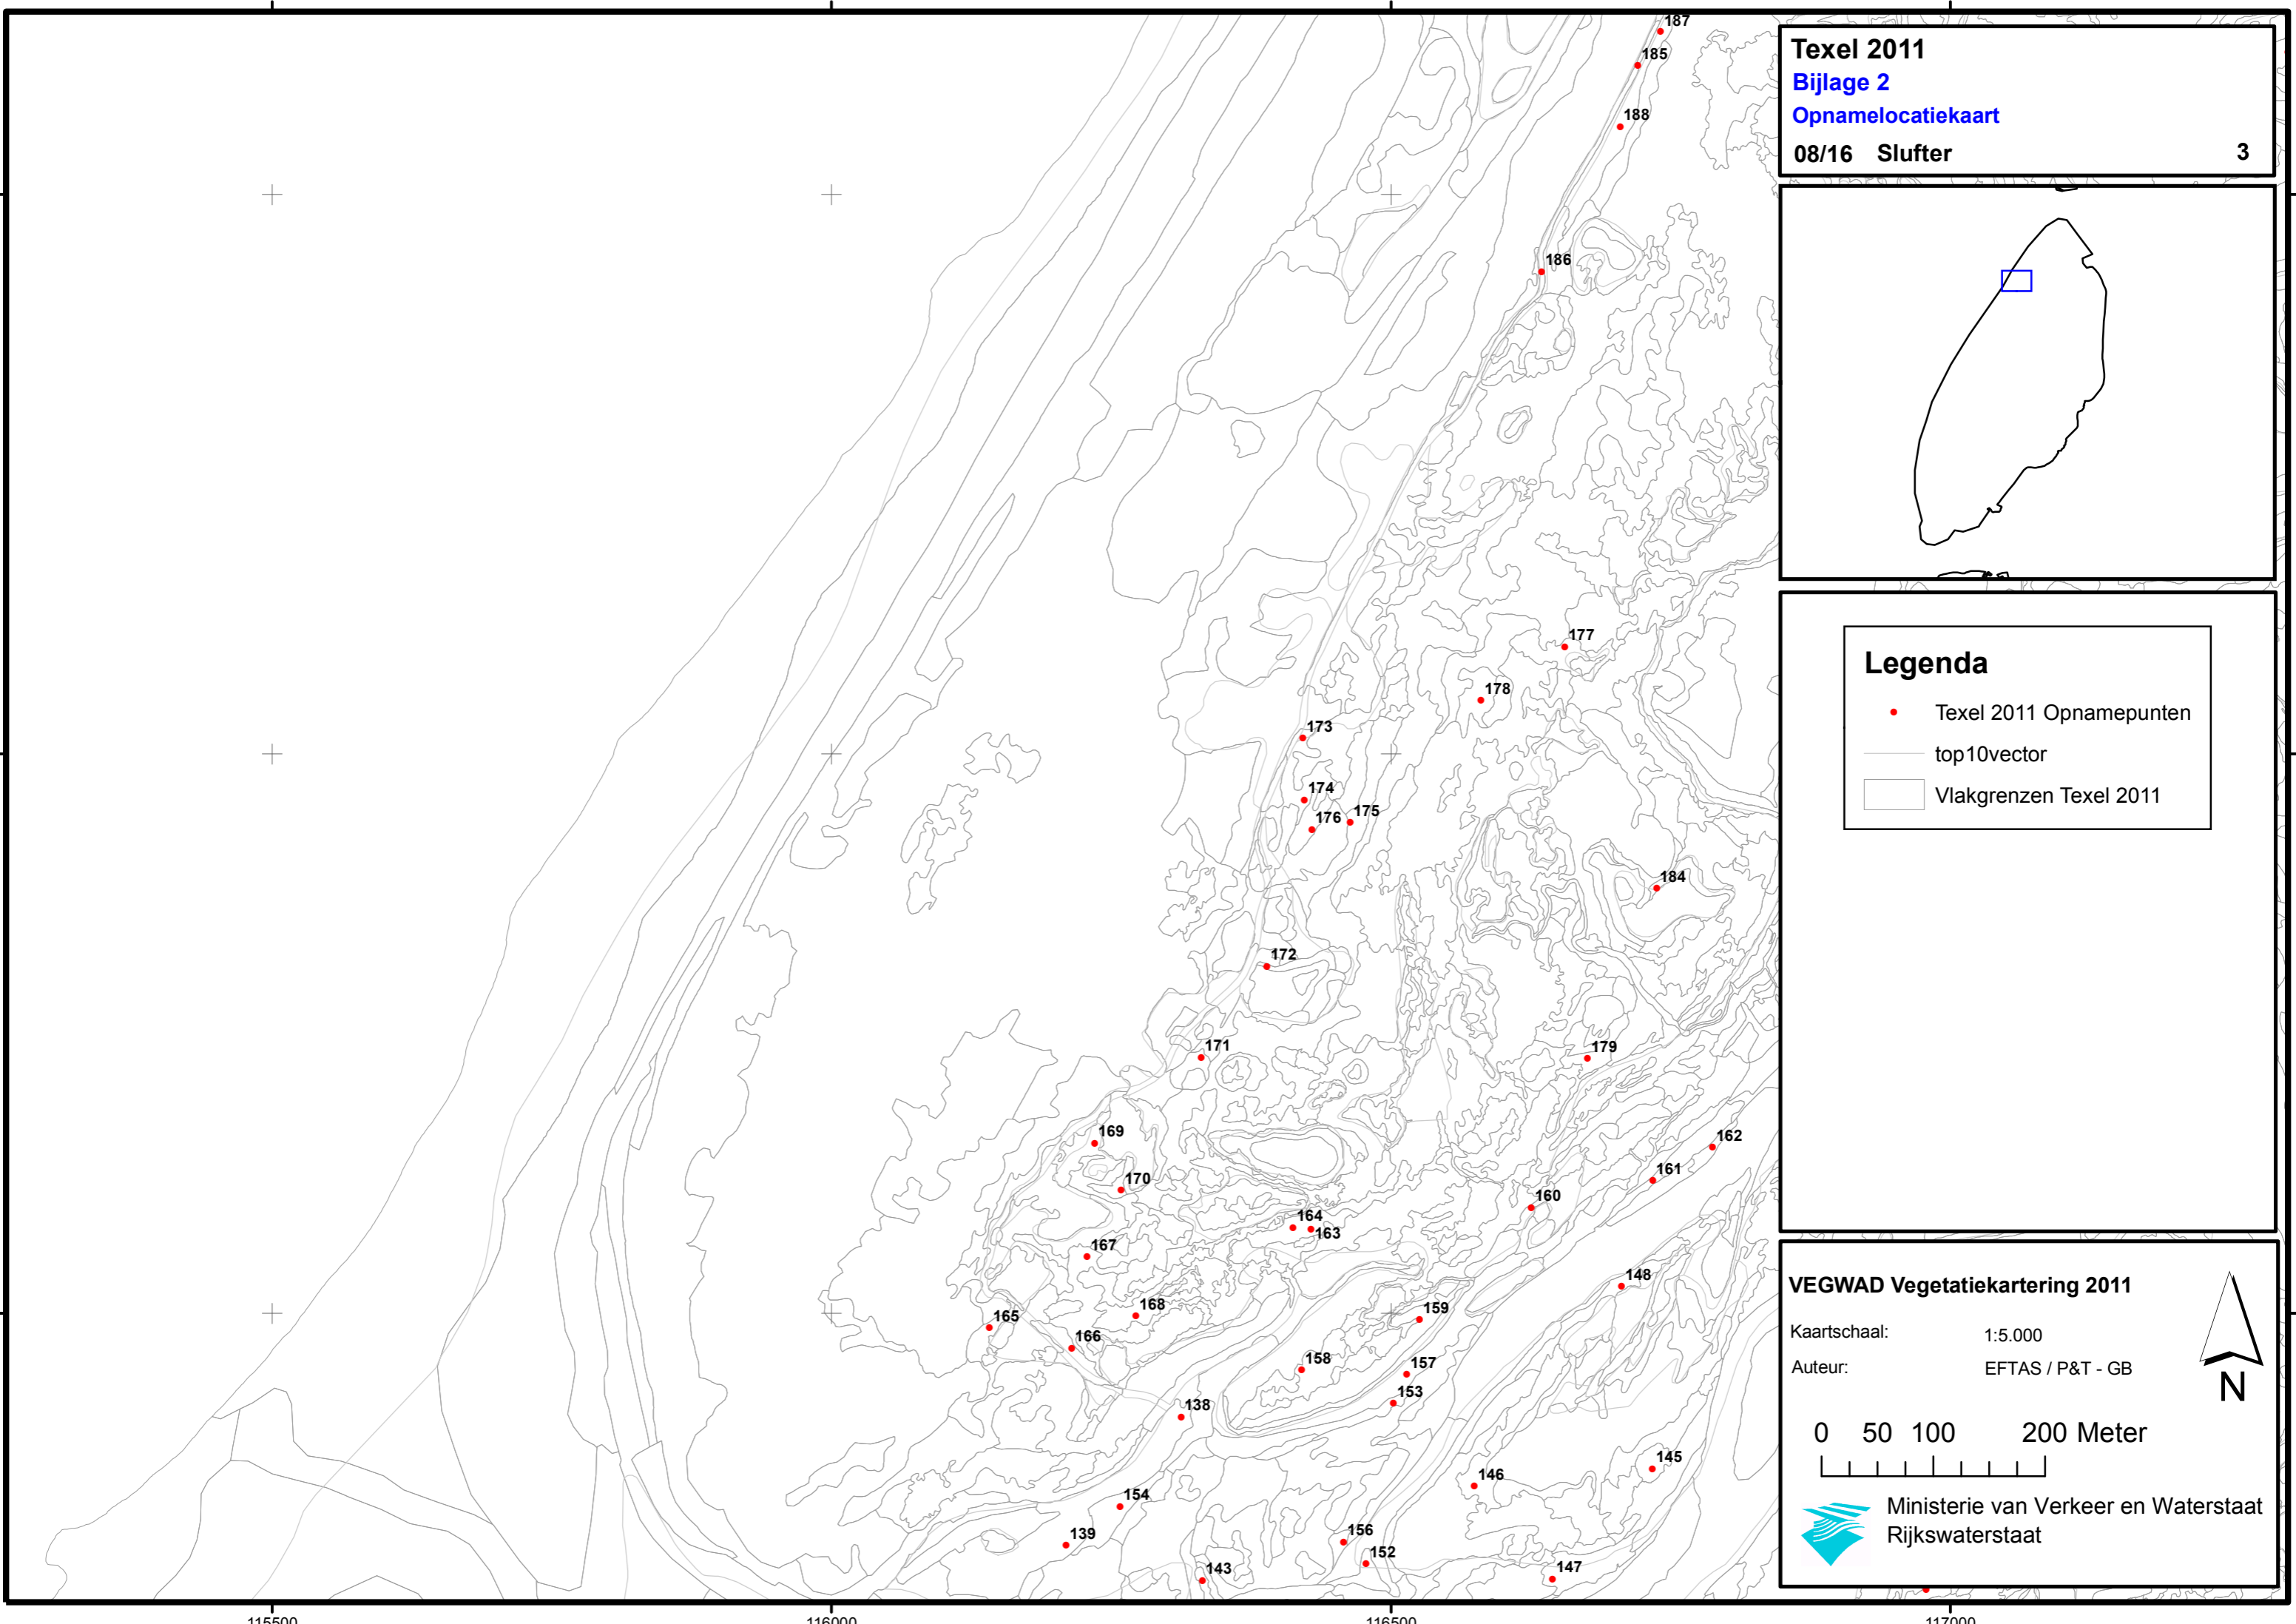 187
185
188
186
177
178
173
174
175
176
184
172
171
179
169
162
170
161
160
164
163
167
148
168
159
165
166
158
157
153
138
145
146
154
156
139
152
143
147
Texel 2011
Bijlage 2
Opnamelocatiekaart
08/16 Slufter 3
Legenda
Texel 2011 Opnamepunten
top10vector
Vlakgrenzen Texel 2011
VEGWAD Vegetatiekartering 2011
Kaartschaal: 1:5.000
Auteur: EFTAS / P&T - GB
N
0 50 100 200 Meter
Ministerie van Verkeer en Waterstaat
Rijkswaterstaat
115500 116000 116500 117000